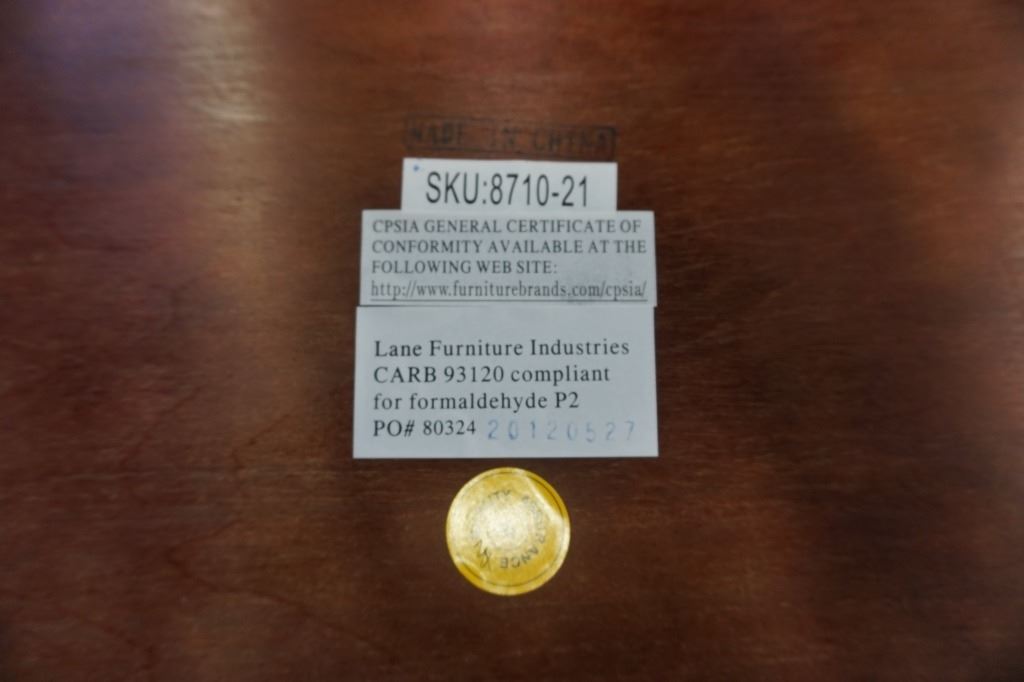 MADE IN CHINA
SKU:8710-21
CPSIA GENERAL CERTIFICATE OF
CONFORMITY AVAILABLE AT THE
FOLLOWING WEB SITE:
http://www.furniturebrands.com/cpsia/
Lane Furniture Industries
CARB 93120 compliant
for formaldehyde P2
PO# 80324 20120527